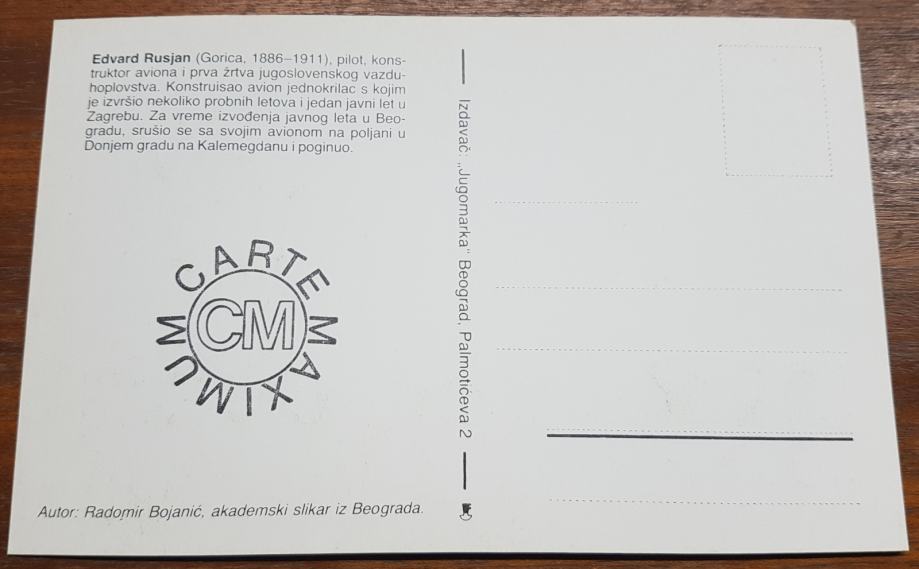 Edvard Rusjan (Gorica, 1886–1911), pilot, kons-
truktor aviona i prva žrtva jugoslovenskog vazdu-
hoplovstva. Konstruisao avion jednokrilac s kojim
je izvršio nekoliko probnih letova i jedan javni let u
Zagrebu. Za vreme izvođenja javnog leta u Beo-
gradu, srušio se sa svojim avionom na poljani u
Donjem gradu na Kalemegdanu i poginuo.
CARTE MAXIMUM
CM
Autor: Radomir Bojanić, akademski slikar iz Beograda.
Izdavač: „Jugomarka“ Beograd, Palmotićeva 2